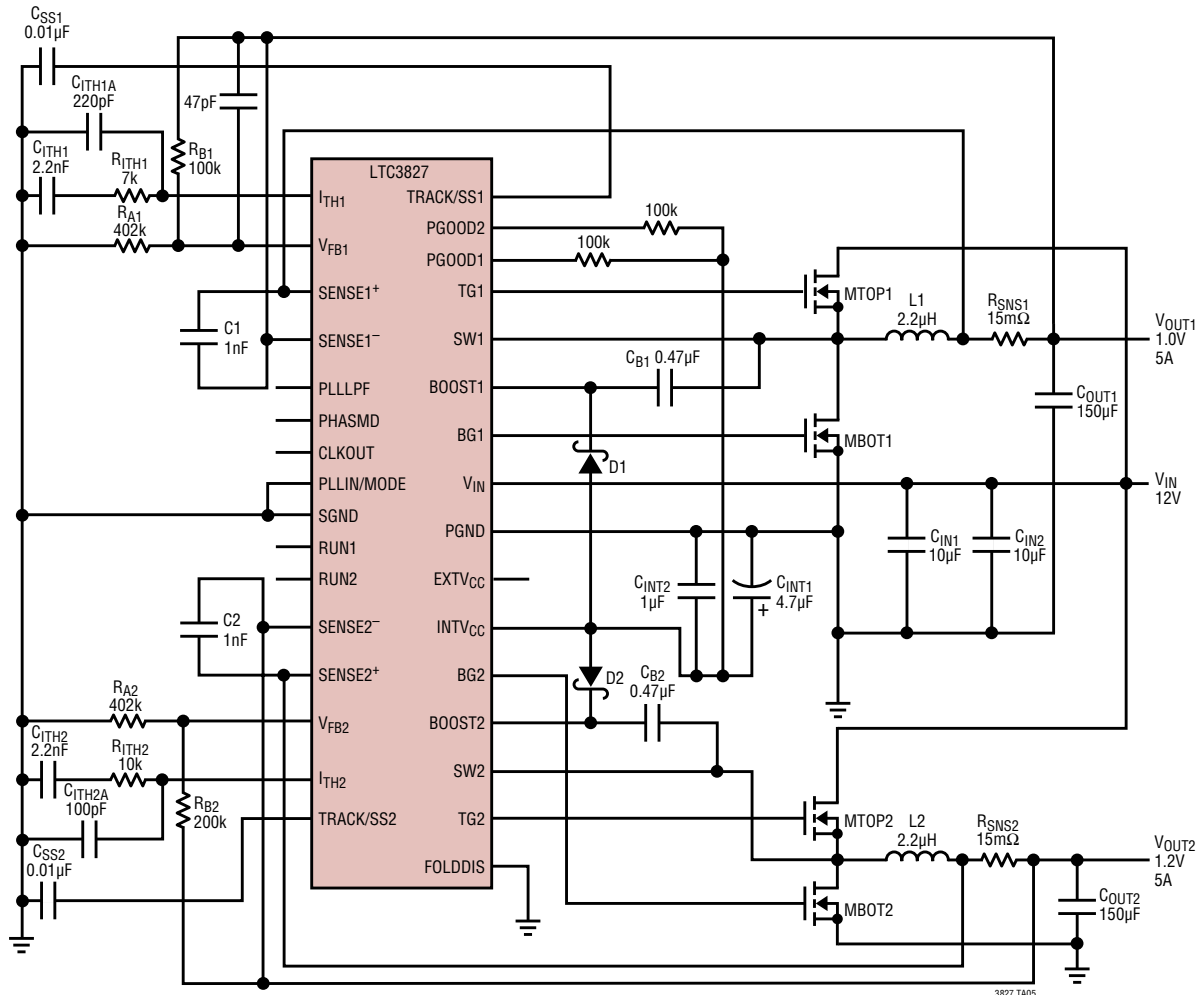 CSS1
0.01µF
CITH1A
220pF
47pF
CITH1
2.2nF
RITH1
7k
RB1
100k
RA1
402k
C1
1nF
LTC3827
ITH1
VFB1
SENSE1+
SENSE1–
PLLLPF
PHASMD
CLKOUT
PLLIN/MODE
SGND
RUN1
RUN2
SENSE2–
SENSE2+
VFB2
ITH2
TRACK/SS2
TRACK/SS1
PGOOD2
PGOOD1
TG1
SW1
BOOST1
BG1
VIN
PGND
EXTVCC
INTVCC
BG2
BOOST2
SW2
TG2
FOLDDIS
100k
100k
MTOP1
L1
2.2µH
RSNS1
15mΩ
VOUT1
1.0V
5A
CB1 0.47µF
COUT1
150µF
MBOT1
D1
VIN
12V
CIN1
10µF
CIN2
10µF
CINT2
1µF
CINT1
4.7µF
+
D2
CB2
0.47µF
C2
1nF
RA2
402k
CITH2
2.2nF
RITH2
10k
CITH2A
100pF
RB2
200k
CSS2
0.01µF
MTOP2
L2
2.2µH
RSNS2
15mΩ
VOUT2
1.2V
5A
MBOT2
COUT2
150µF
3827 TA05